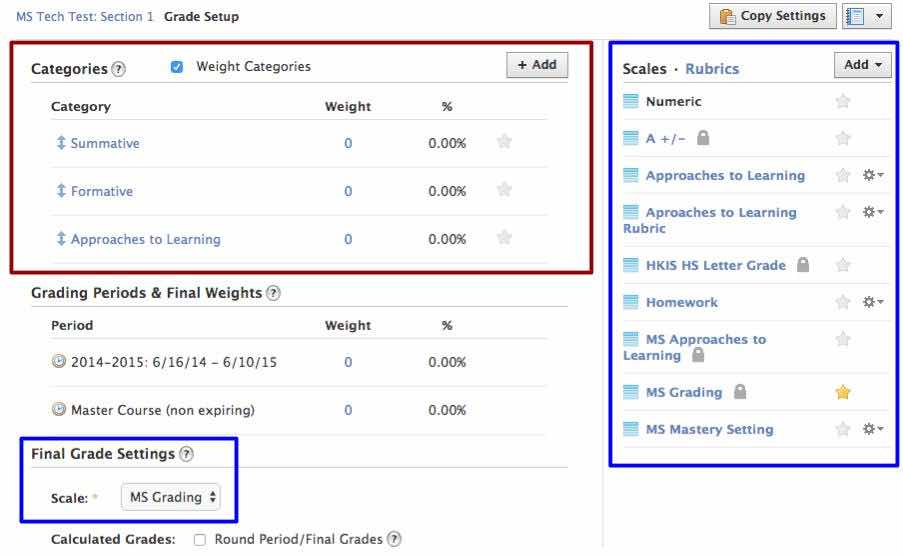 MS Tech Test: Section 1 Grade Setup
Copy Settings
Categories ? Weight Categories + Add
Category Weight %
Summative 0 0.00%
Formative 0 0.00%
Approaches to Learning 0 0.00%
Grading Periods & Final Weights ?
Period Weight %
2014-2015: 6/16/14 - 6/10/15 0 0.00%
Master Course (non expiring) 0 0.00%
Final Grade Settings ?
Scale: * MS Grading
Calculated Grades: Round Period/Final Grades ?
Scales · Rubrics Add
Numeric
A +/-
Approaches to Learning
Aproaches to Learning
Rubric
HKIS HS Letter Grade
Homework
MS Approaches to
Learning
MS Grading
MS Mastery Setting